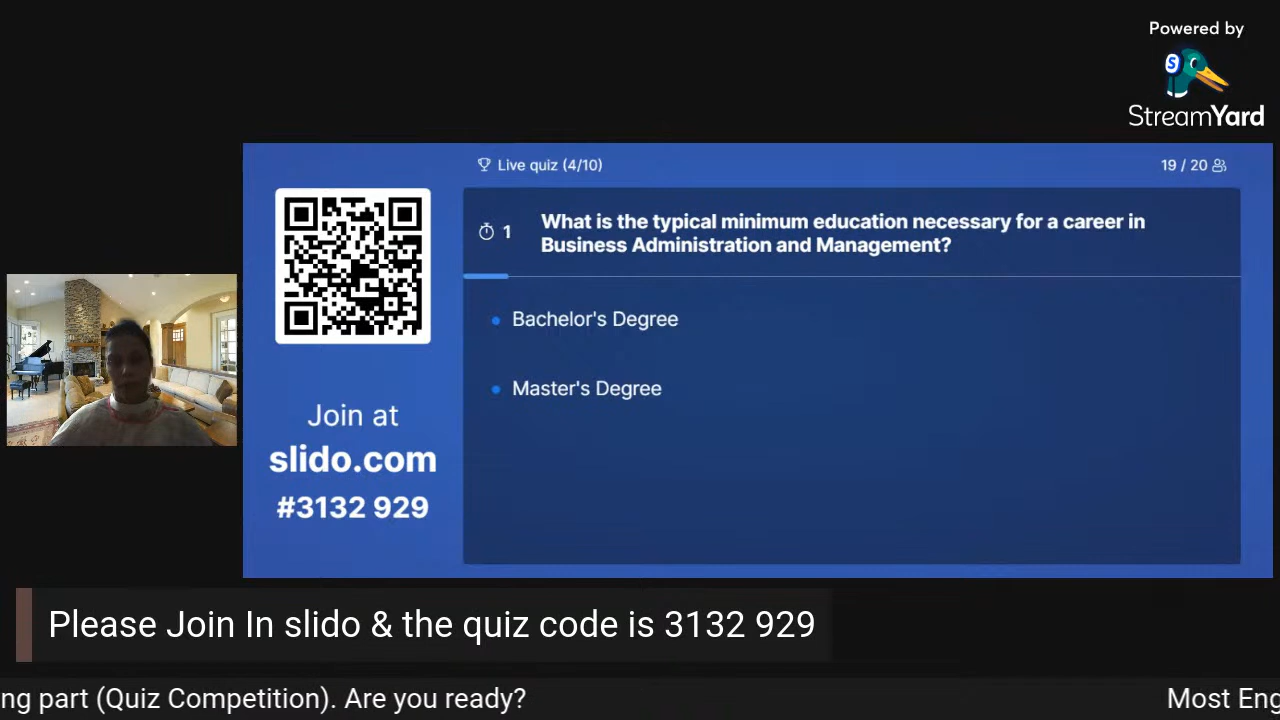 Powered by
StreamYard
Live quiz (4/10)
19 / 20
1
What is the typical minimum education necessary for a career in
Business Administration and Management?
Bachelor's Degree
Master's Degree
Join at
slido.com
#3132 929
Please Join In slido & the quiz code is 3132 929
ng part (Quiz Competition). Are you ready?
Most Eng